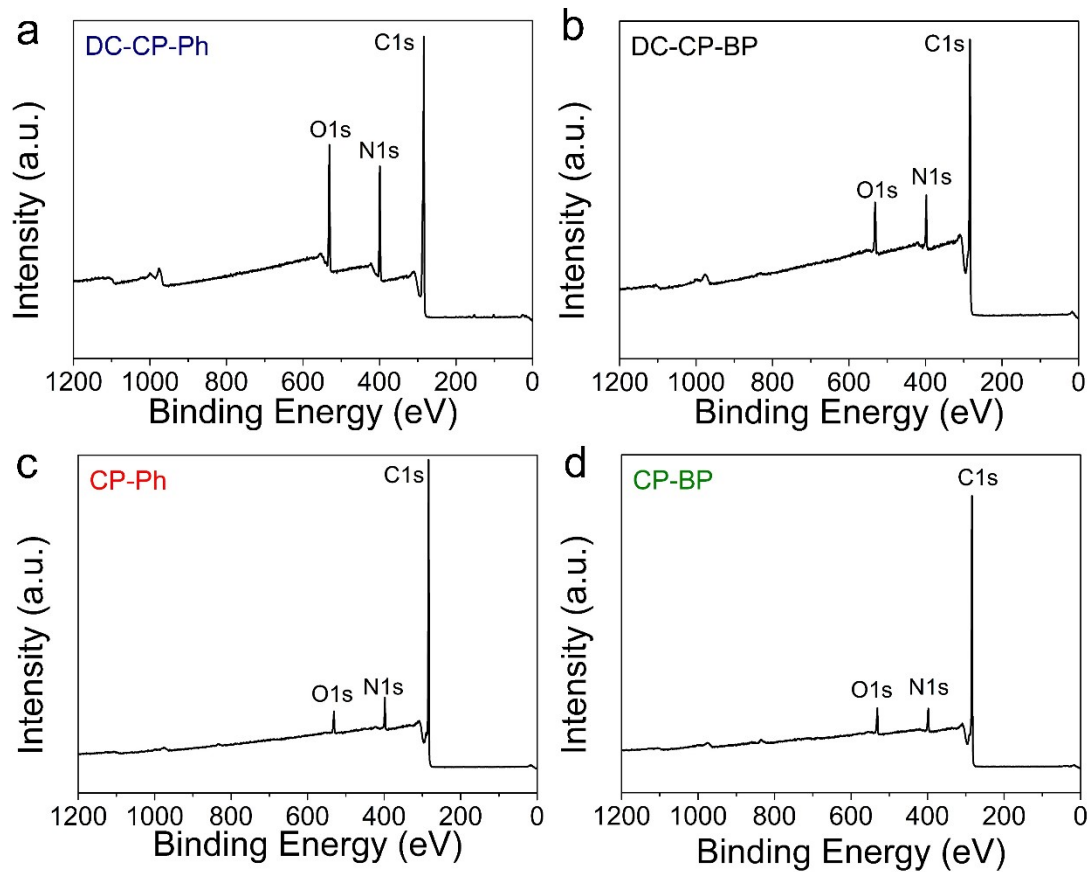 a
DC-CP-Ph
C1s
O1s
N1s
Intensity (a.u.)
1200 1000 800 600 400 200 0
Binding Energy (eV)
b
DC-CP-BP
C1s
O1s
N1s
Intensity (a.u.)
1200 1000 800 600 400 200 0
Binding Energy (eV)
c
CP-Ph
C1s
O1s
N1s
Intensity (a.u.)
1200 1000 800 600 400 200 0
Binding Energy (eV)
d
CP-BP
C1s
O1s
N1s
Intensity (a.u.)
1200 1000 800 600 400 200 0
Binding Energy (eV)